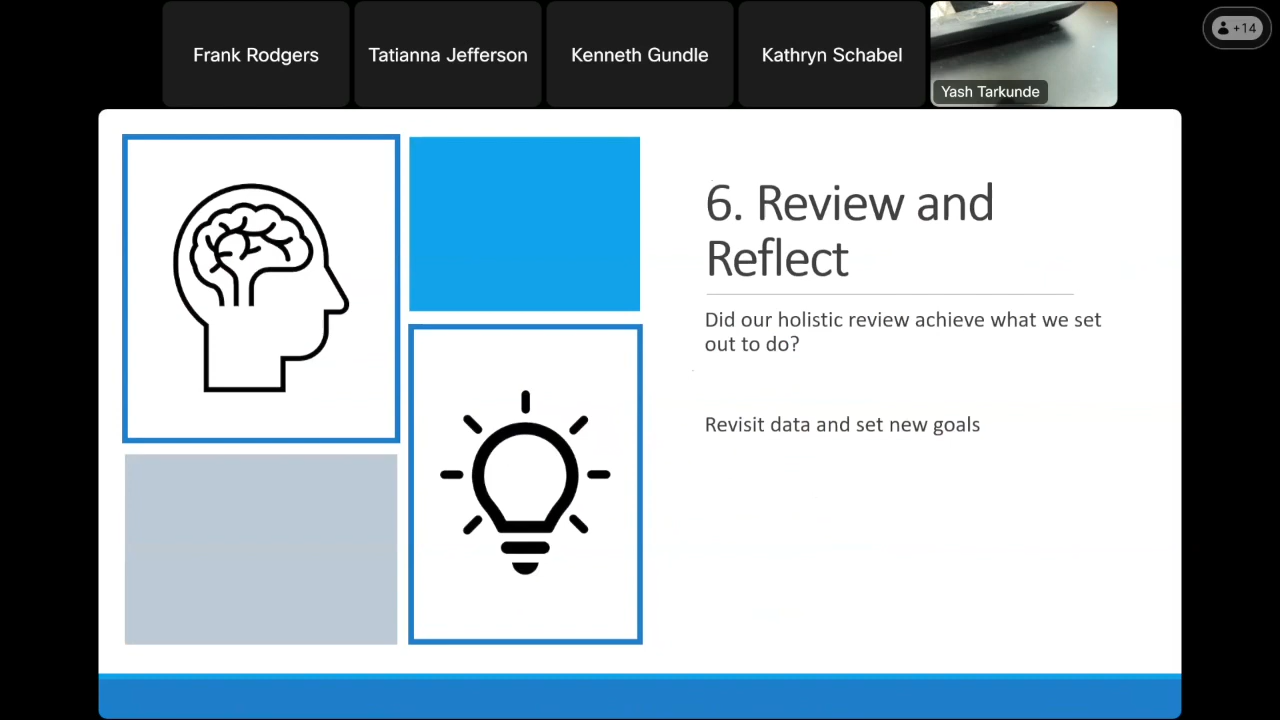 Frank Rodgers
Tatianna Jefferson
Kenneth Gundle
Kathryn Schabel
Yash Tarkunde
+14
6. Review and
Reflect
Did our holistic review achieve what we set
out to do?
Revisit data and set new goals